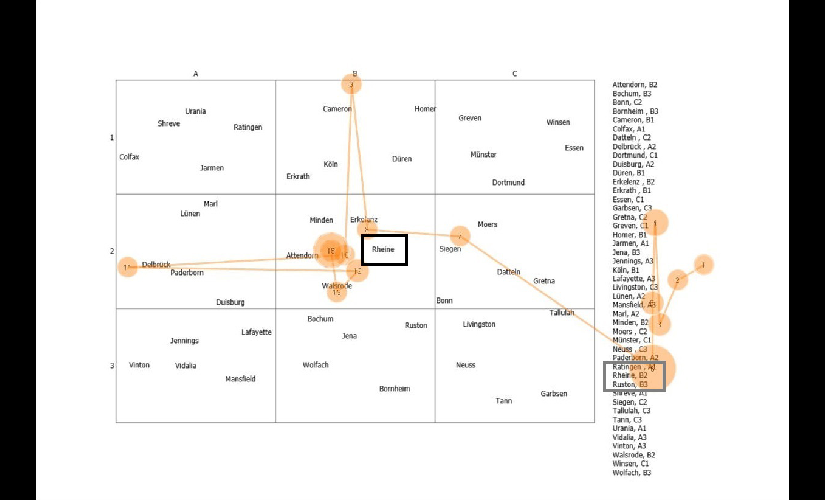 A B C
Attendorn, B2
Bochum, B3
Bonn, C2
Bornheim , B3
Cameron, B1
Colfax, A1
Datteln , C2
Delbrück , A2
Dortmund, C1
Duisburg, A2
Düren, B1
Erkelenz , B2
Erkrath , B1
Essen, C1
Garbsen, C3
Gretna, C2
Greven, C1
Homer, B1
Jarmen, A1
Jena, B3
Jennings, A3
Köln, B1
Lafayette, A3
Livingston, C3
Lünen, A2
Mansfield, A3
Marl, A2
Minden, B2
Moers , C2
Münster, C1
Neuss , C3
Paderborn, A2
Ratingen , A1
Rheine, B2
Ruston, B3
Shreve, A1
Siegen, C2
Tallulah, C3
Tann, C3
Urania, A1
Vidalia, A3
Vinton, A3
Walsrode, B2
Winsen, C1
Wolfach, B3
1
Urania
Shreve
Ratingen
Colfax
Jarmen
Cameron
Homer
Köln
Düren
Erkrath
Greven
Winsen
Essen
Münster
Dortmund
2
Marl
Lünen
Delbrück
Paderborn
Duisburg
Minden
Erkelenz
Rheine
Attendorn
Walsrode
Moers
Siegen
Datteln
Gretna
Bonn
Tallulah
3
Lafayette
Jennings
Vinton
Vidalia
Mansfield
Bochum
Ruston
Jena
Wolfach
Bornheim
Livingston
Neuss
Garbsen
Tann